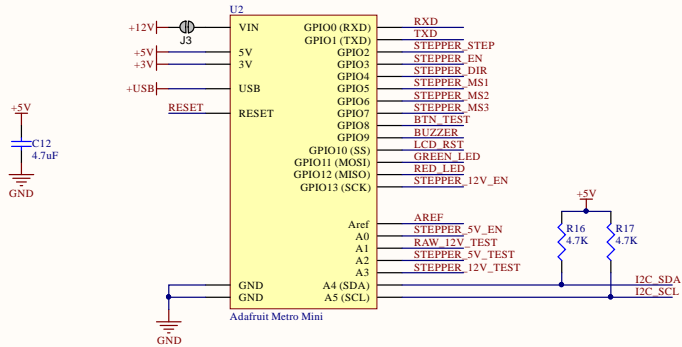 U2
+12V
J3
VIN
GPIO0 (RXD)
RXD
GPIO1 (TXD)
TXD
+5V
5V
GPIO2
STEPPER_STEP
+3V
3V
GPIO3
STEPPER_EN
GPIO4
STEPPER_DIR
+USB
USB
GPIO5
STEPPER_MS1
GPIO6
STEPPER_MS2
RESET
RESET
GPIO7
STEPPER_MS3
GPIO8
BTN_TEST
GPIO9
BUZZER
GPIO10 (SS)
LCD_RST
GPIO11 (MOSI)
GREEN_LED
GPIO12 (MISO)
RED_LED
GPIO13 (SCK)
STEPPER_12V_EN
+5V
C12
4.7uF
GND
Aref
AREF
A0
STEPPER_5V_EN
A1
RAW_12V_TEST
A2
STEPPER_5V_TEST
A3
STEPPER_12V_TEST
+5V
R16
4.7K
R17
4.7K
GND
A4 (SDA)
I2C_SDA
GND
A5 (SCL)
I2C_SCL
Adafruit Metro Mini
GND